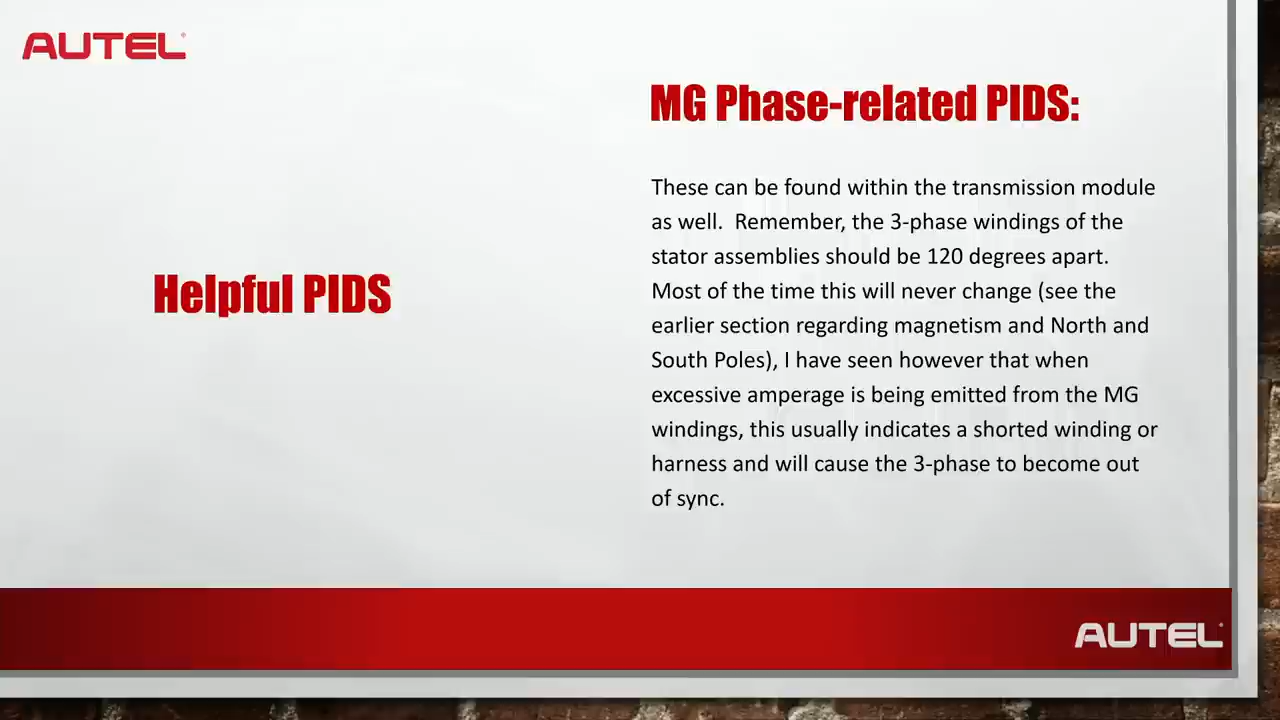 AUTEL
MG Phase-related PIDS:
These can be found within the transmission module
as well.  Remember, the 3-phase windings of the
stator assemblies should be 120 degrees apart.
Most of the time this will never change (see the
earlier section regarding magnetism and North and
South Poles), I have seen however that when
excessive amperage is being emitted from the MG
windings, this usually indicates a shorted winding or
harness and will cause the 3-phase to become out
of sync.
Helpful PIDS
AUTEL